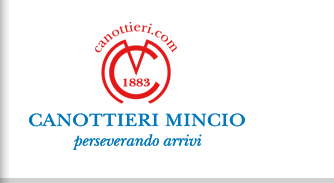 canottieri.com
1883
CANOTTIERI MINCIO
perseverando arrivi